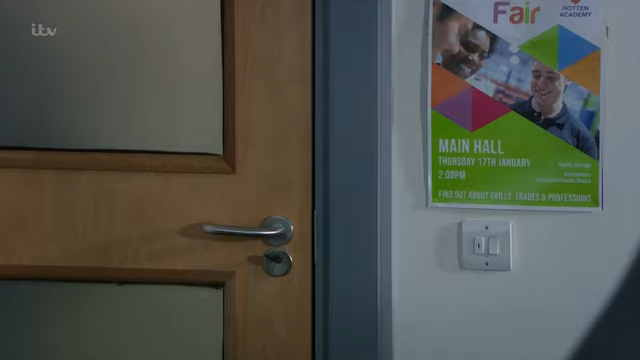 itv
Fair
HOTTEN
ACADEMY
MAIN HALL
THURSDAY 17TH JANUARY
2:00PM
FIND OUT ABOUT SKILLS, TRADES & PROFESSIONS